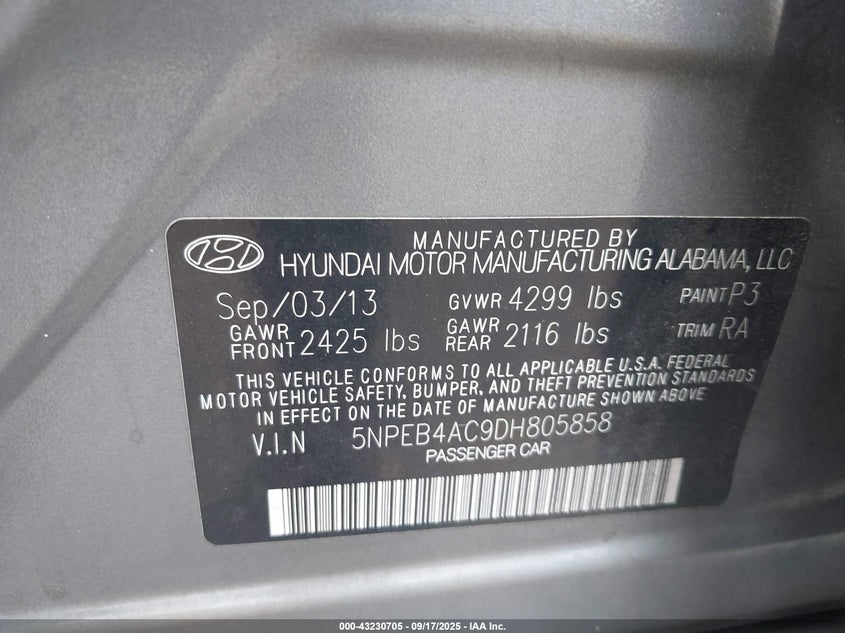 MANUFACTURED BY
HYUNDAI MOTOR MANUFACTURING ALABAMA, LLC
Sep/03/13 GVWR 4299 lbs PAINT P3
GAWR FRONT 2425 lbs GAWR REAR 2116 lbs TRIM RA
THIS VEHICLE CONFORMS TO ALL APPLICABLE U.S.A. FEDERAL
MOTOR VEHICLE SAFETY, BUMPER, AND THEFT PREVENTION STANDARDS
IN EFFECT ON THE DATE OF MANUFACTURE SHOWN ABOVE
V.I.N 5NPEB4AC9DH805858
PASSENGER CAR
000-43230705 - 09/17/2025 - IAA Inc.